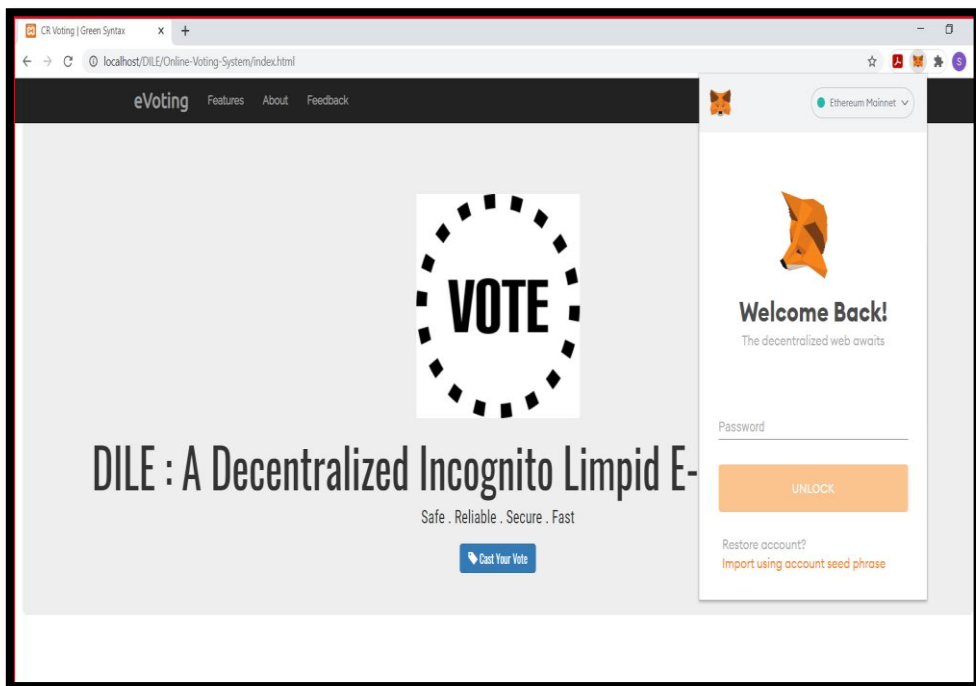 CR Voting | Green Syntax
localhost/DILE/Online-Voting-System/index.html
S
eVoting Features About Feedback
Ethereum Mainnet
VOTE
Welcome Back!
The decentralized web awaits
Password
UNLOCK
Restore account?
Import using account seed phrase
DILE : A Decentralized Incognito Limpid E-
Safe . Reliable . Secure . Fast
Cast Your Vote